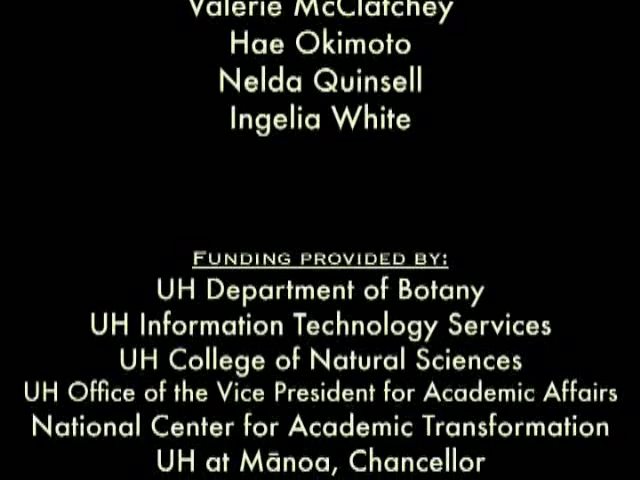 Valerie McClatchey
Hae Okimoto
Nelda Quinsell
Ingelia White
FUNDING PROVIDED BY:
UH Department of Botany
UH Information Technology Services
UH College of Natural Sciences
UH Office of the Vice President for Academic Affairs
National Center for Academic Transformation
UH at Mānoa, Chancellor